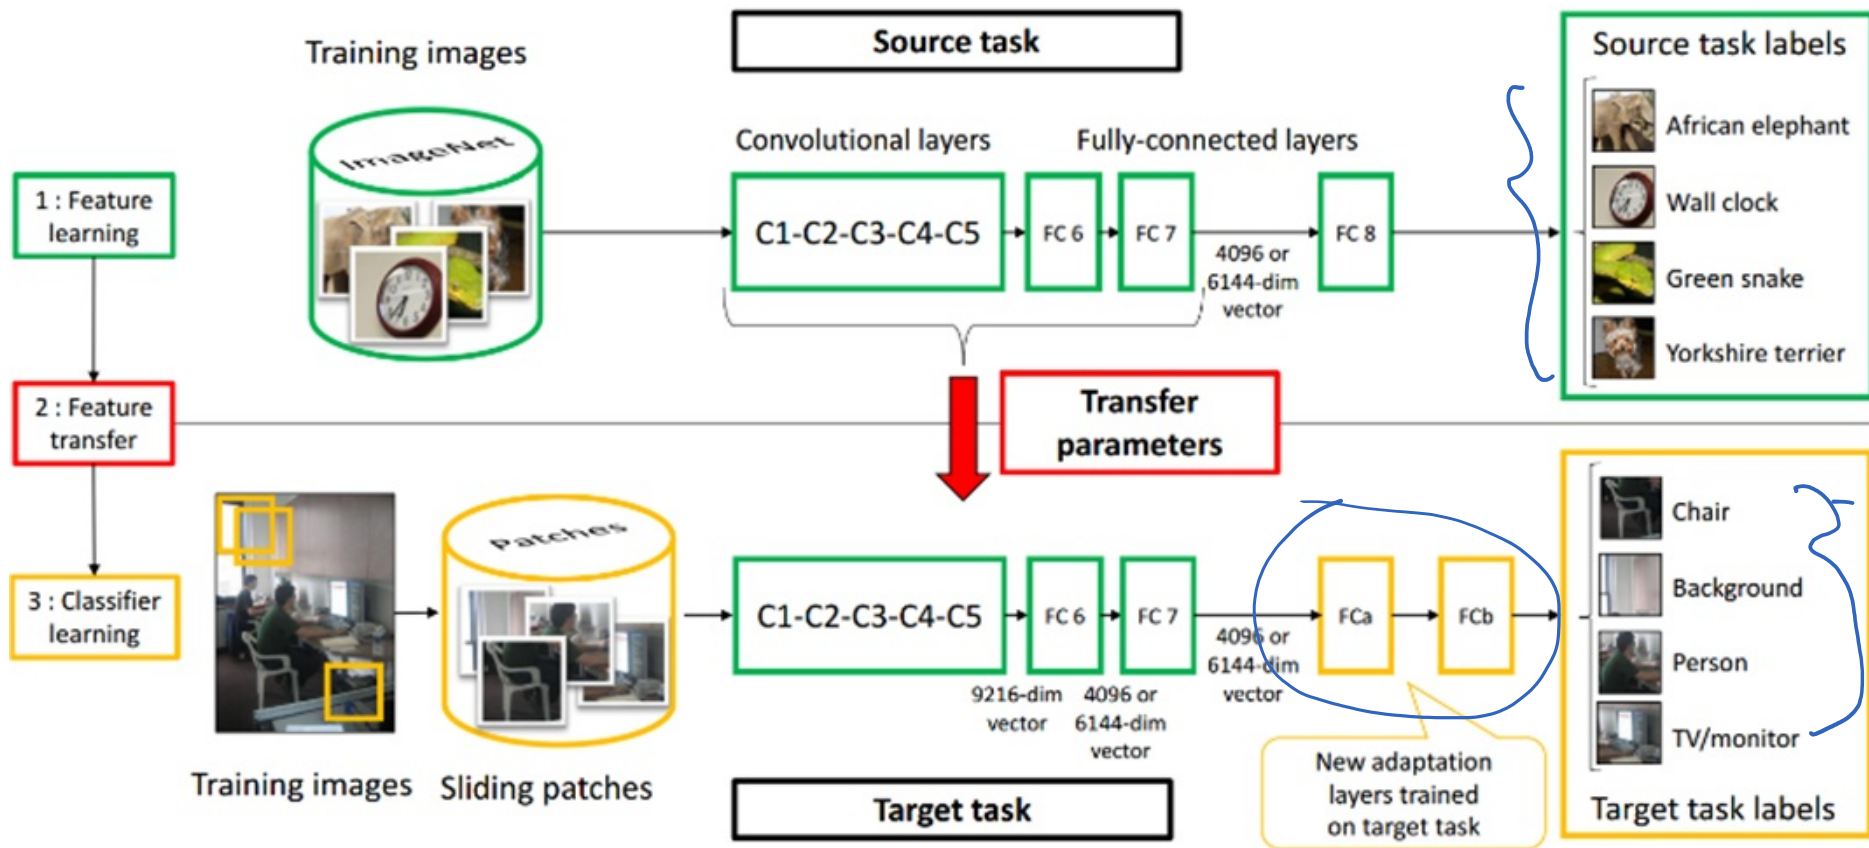 Training images
Source task
Source task labels
ImageNet
Convolutional layers
Fully-connected layers
1 : Feature
learning
C1-C2-C3-C4-C5
FC 6
FC 7
4096 or
6144-dim
vector
FC 8
African elephant
Wall clock
Green snake
Yorkshire terrier
2 : Feature
transfer
Transfer
parameters
3 : Classifier
learning
Patches
C1-C2-C3-C4-C5
FC 6
FC 7
9216-dim
vector
4096 or
6144-dim
vector
4096 or
6144-dim
vector
FCa
FCb
Chair
Background
Person
TV/monitor
Training images
Sliding patches
Target task
New adaptation
layers trained
on target task
Target task labels